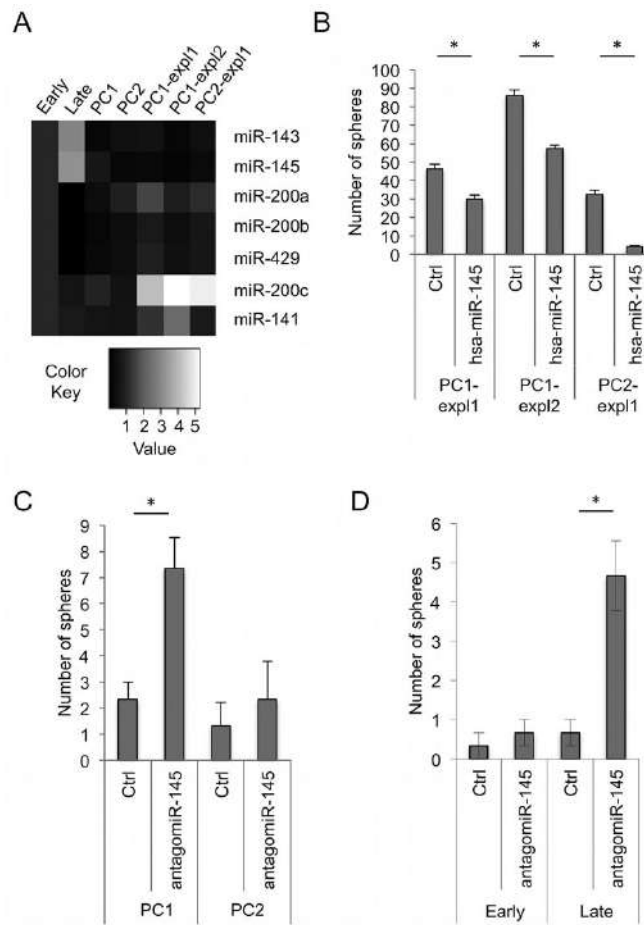 A
Early
Late
PC1
PC2
PC1-expl1
PC1-expl2
PC2-expl1
miR-143
miR-145
miR-200a
miR-200b
miR-429
miR-200c
miR-141
Color
Key
1 2 3 4 5
Value
B
* * *
Number of spheres
100
90
80
70
60
50
40
30
20
10
0
Ctrl
hsa-miR-145
Ctrl
hsa-miR-145
Ctrl
hsa-miR-145
PC1-
expl1
PC1-
expl2
PC2-
expl1
C
*
Number of spheres
9
8
7
6
5
4
3
2
1
0
Ctrl
antagomiR-145
Ctrl
antagomiR-145
PC1 PC2
D
*
Number of spheres
6
5
4
3
2
1
0
Ctrl
antagomiR-145
Ctrl
antagomiR-145
Early Late